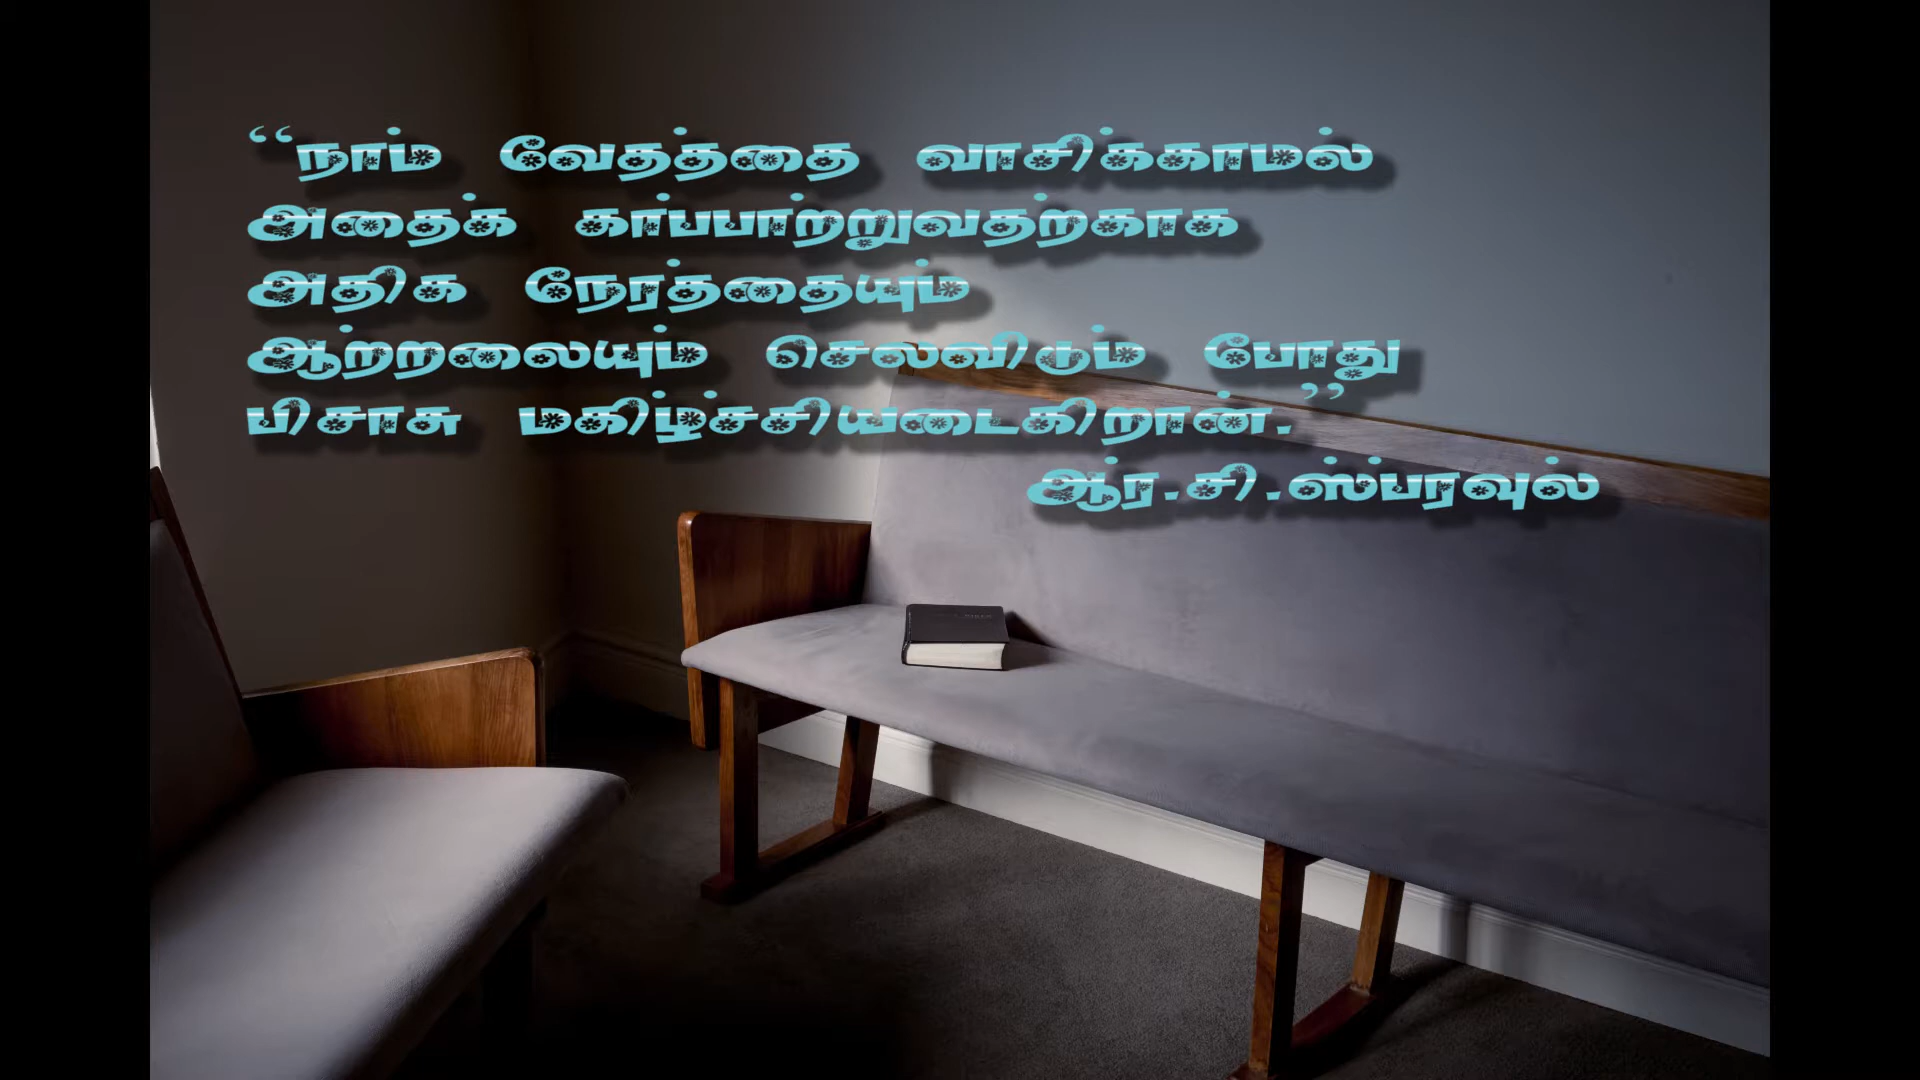 “நாம் வேதத்தை வாசிக்காமல்
அதைக் காப்பாற்றுவதற்காக
அதிக நேரத்தையும்
ஆற்றலையும் செலவிடும் போது
பிசாசு மகிழ்ச்சியடைகிறான்.”
ஆர்.சி.ஸ்ப்ரவுல்